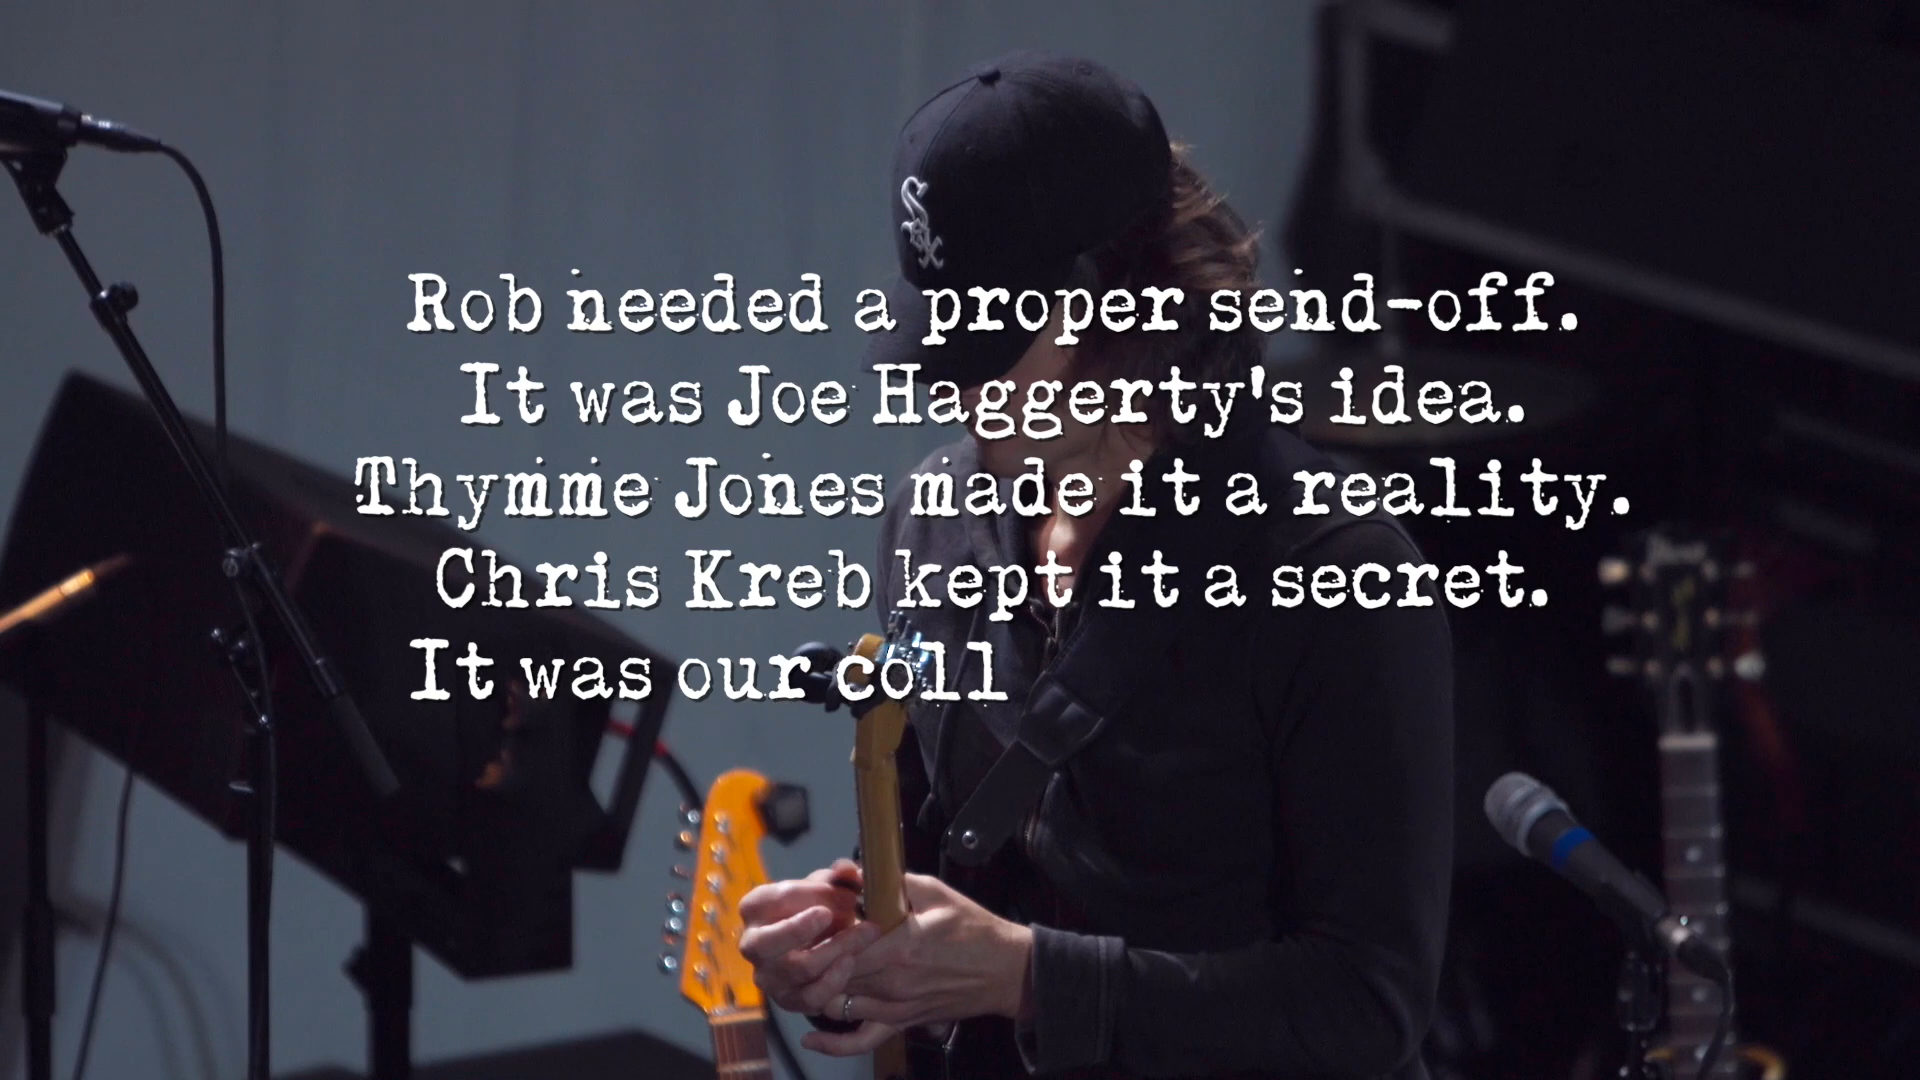 Sox
Rob needed a proper send-off.
It was Joe Haggerty's idea.
Thymme Jones made it a reality.
Chris Kreb kept it a secret.
It was our coll